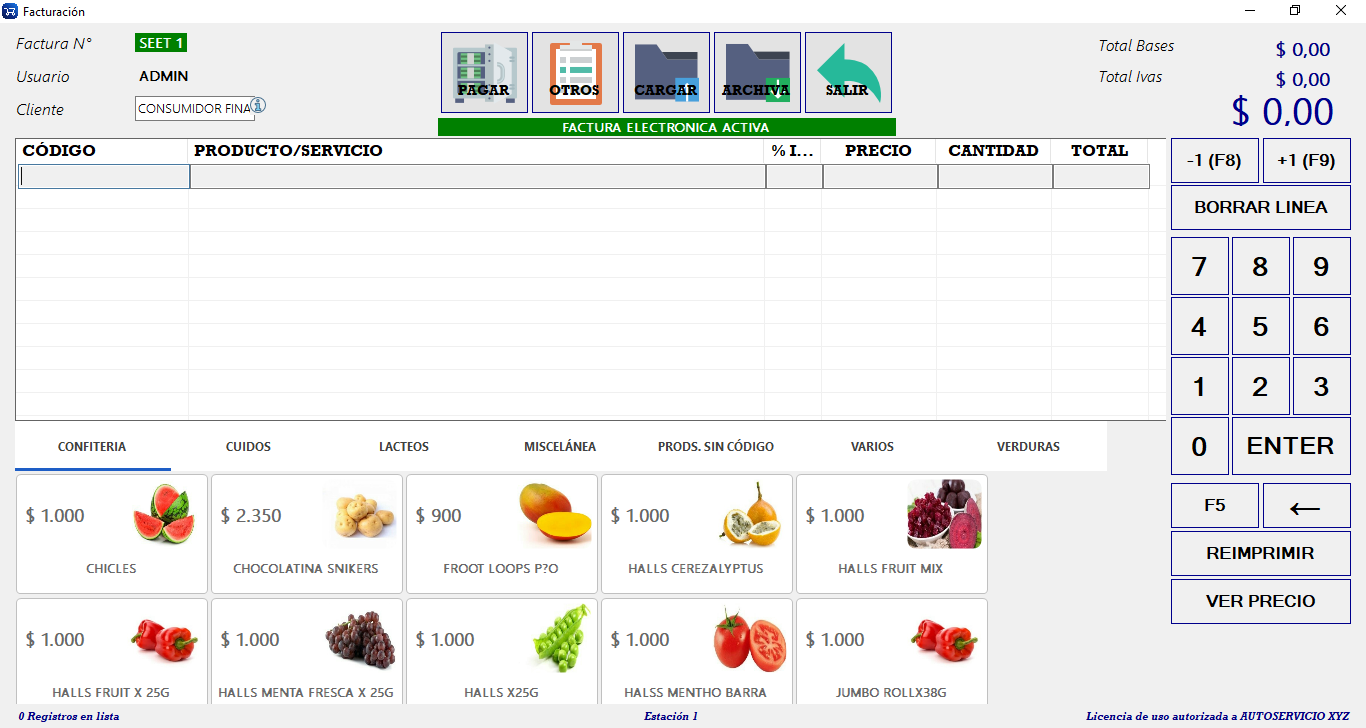 Facturación
Factura N° SEET 1
Usuario ADMIN
Cliente CONSUMIDOR FINA
PAGAR OTROS CARGAR ARCHIVA SALIR
FACTURA ELECTRONICA ACTIVA
Total Bases $ 0,00
Total Ivas $ 0,00
$ 0,00
CÓDIGO PRODUCTO/SERVICIO % I... PRECIO CANTIDAD TOTAL
-1 (F8) +1 (F9)
BORRAR LINEA
7 8 9
4 5 6
1 2 3
0 ENTER
F5 ←
REIMPRIMIR
VER PRECIO
CONFITERIA CUIDOS LACTEOS MISCELÁNEA PRODS. SIN CÓDIGO VARIOS VERDURAS
$ 1.000 $ 2.350 $ 900 $ 1.000 $ 1.000
CHICLES CHOCOLATINA SNIKERS FROOT LOOPS P?O HALLS CEREZALYPTUS HALLS FRUIT MIX
$ 1.000 $ 1.000 $ 1.000 $ 1.000 $ 1.000
HALLS FRUIT X 25G HALLS MENTA FRESCA X 25G HALLS X25G HALSS MENTHO BARRA JUMBO ROLLX38G
0 Registros en lista Estación 1 Licencia de uso autorizada a AUTOSERVICIO XYZ